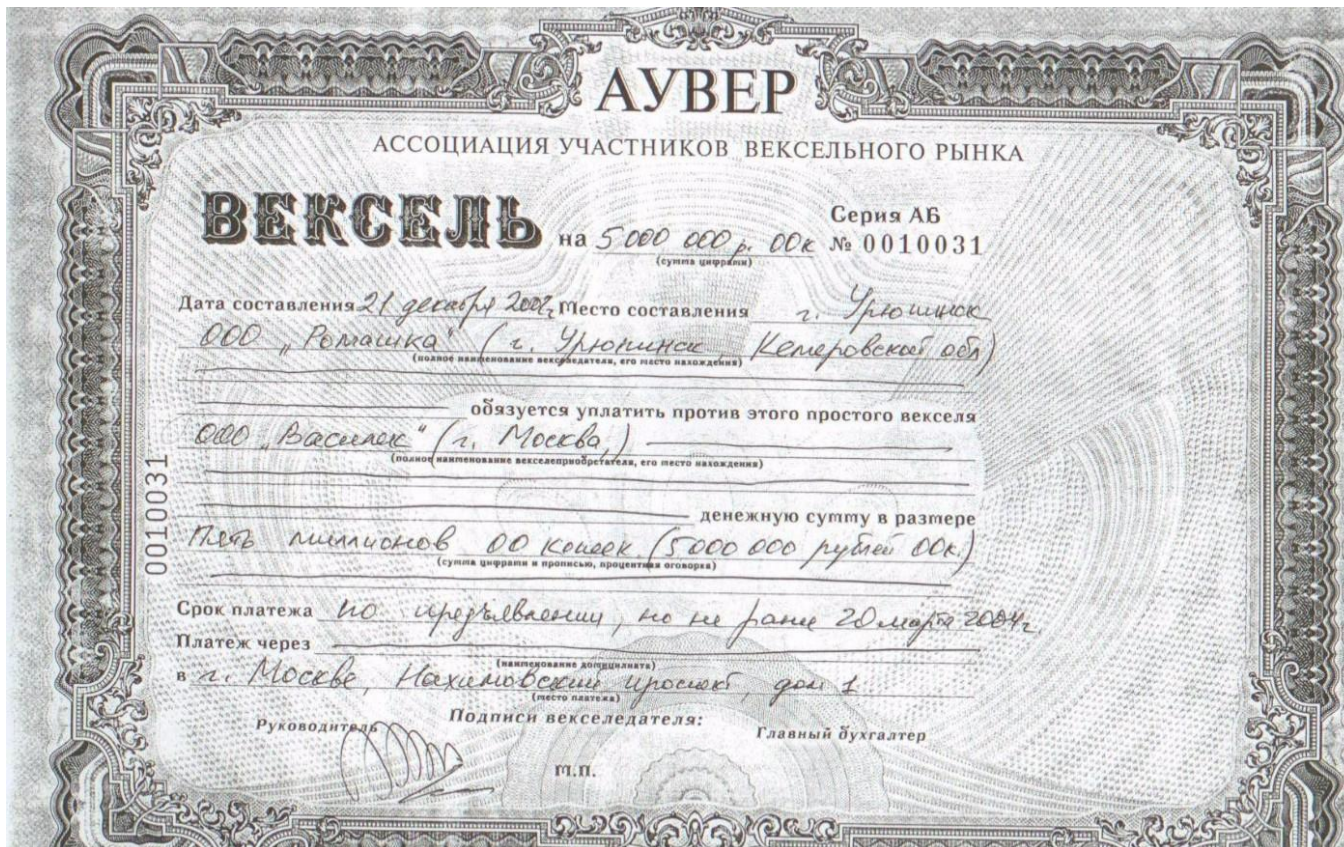 АУВЕР
АССОЦИАЦИЯ УЧАСТНИКОВ ВЕКСЕЛЬНОГО РЫНКА
Серия АБ
ВЕКСЕЛЬ на 5 000 000 р. 00к № 0010031
(сумма цифрами)
Дата составления 21 декабря Место составления г. Урюпинск
ООО „Ромашка" (г. Урюпинск, Кемеровской обл)
(полное наименование векселедателя, его место нахождения)
обязуется уплатить против этого простого векселя
ООО „Василек" (г. Москва,)
(полное наименование векселеприобретателя, его место нахождения)
денежную сумму в размере
Пять миллионов 00 копеек (5 000 000 рублей 00к.)
(сумма цифрами и прописью, процентная оговорка)
Срок платежа по предъявлении, но не ранее 20 марта 2004г.
Платеж через
(наименование домицилиата)
в г. Москве, Нахимовский проспект, дом 1
(место платежа)
Подписи векселедателя:
Руководитель Главный бухгалтер
М.П.
0010031